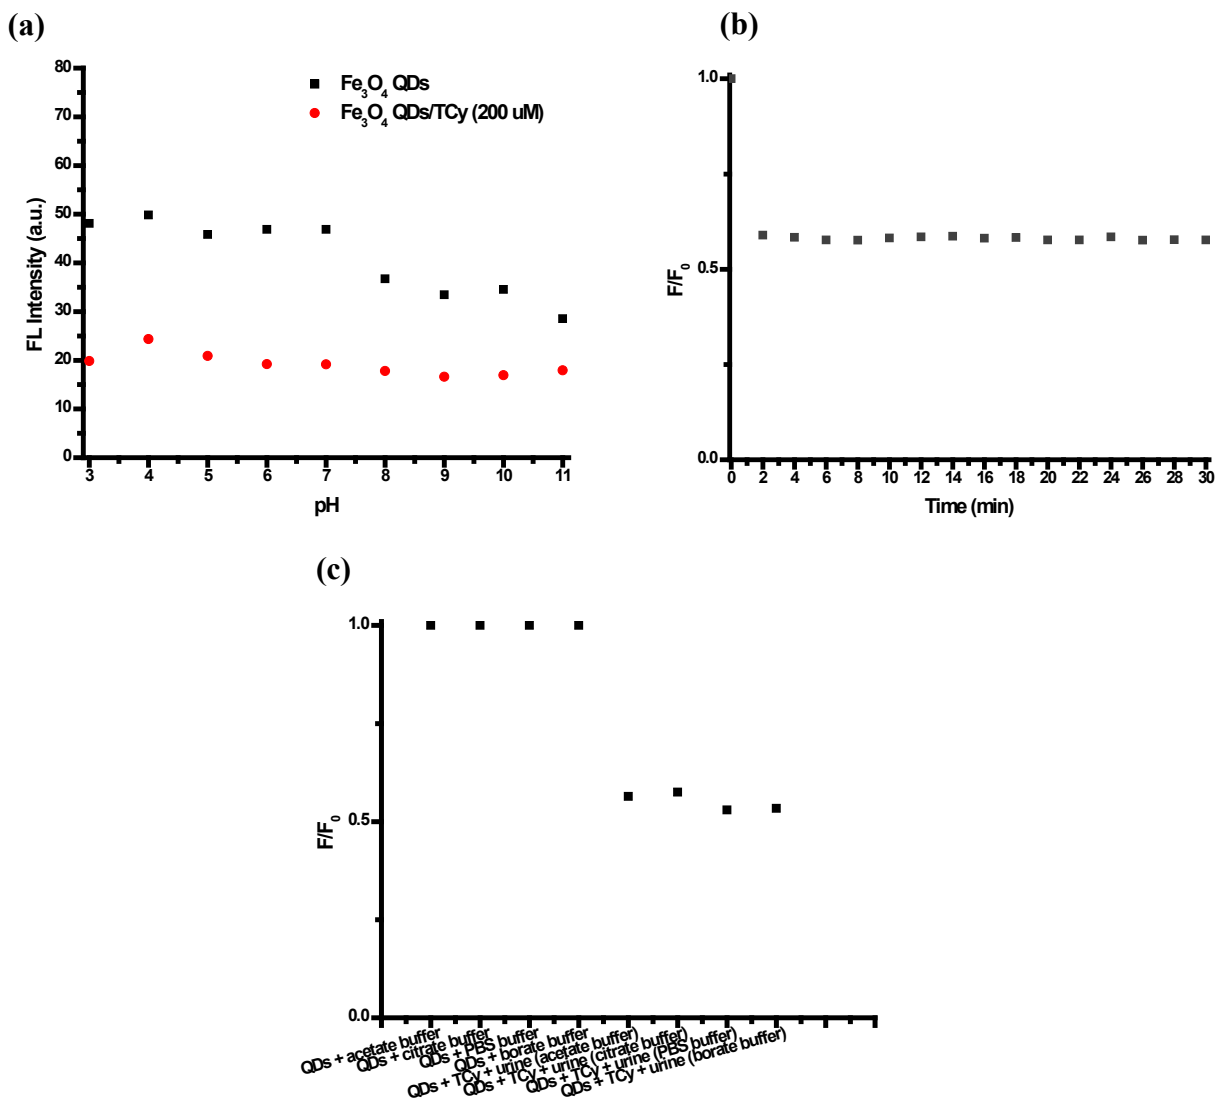 (a)
80
70
60
50
40
30
20
10
0
FL Intensity (a.u.)
Fe3O4 QDs
Fe3O4 QDs/TCy (200 uM)
3 4 5 6 7 8 9 10 11
pH
(b)
1.0
0.5
0.0
F/F0
0 2 4 6 8 10 12 14 16 18 20 22 24 26 28 30
Time (min)
(c)
1.0
0.5
0.0
F/F0
QDs + acetate buffer
QDs + citrate buffer
QDs + PBS buffer
QDs + borate buffer
QDs + TCy + urine (acetate buffer)
QDs + TCy + urine (citrate buffer)
QDs + TCy + urine (PBS buffer)
QDs + TCy + urine (borate buffer)